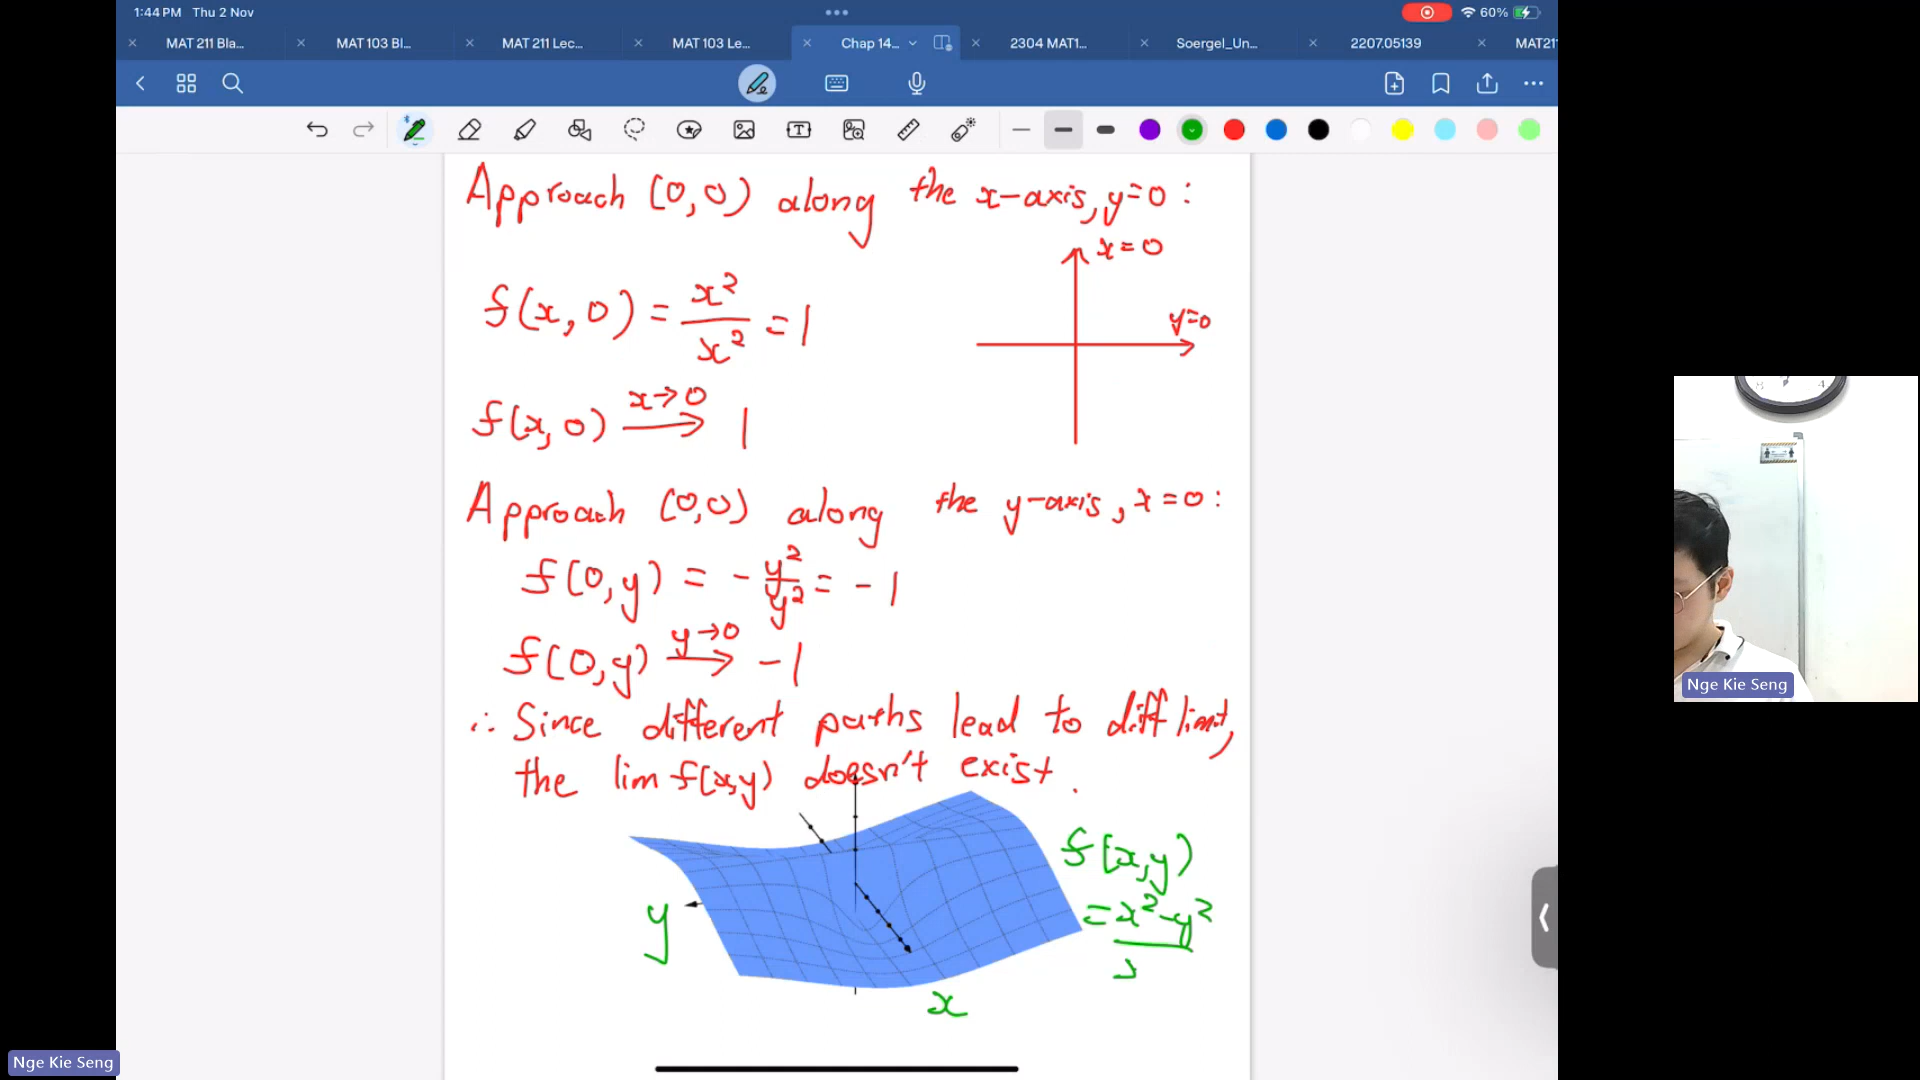 1:44 PM Thu 2 Nov
60%
MAT 211 Bla...
MAT 103 Bl...
MAT 211 Lec...
MAT 103 Le...
Chap 14...
2304 MAT1...
Soergel_Un...
2207.05139
MAT21
Approach (0,0) along the x-axis, y=0:
x=0
y=0
f(x,0) = x²/x² = 1
f(x,0) x→0 → 1
Approach (0,0) along the y-axis, x=0:
f(0,y) = - y²/y² = -1
f(0,y) y→0 → -1
∴ Since different paths lead to diff limit,
the lim f(x,y) doesn't exist.
f(x,y)
= x²-y²
x
y
x
8 4
Nge Kie Seng
Nge Kie Seng